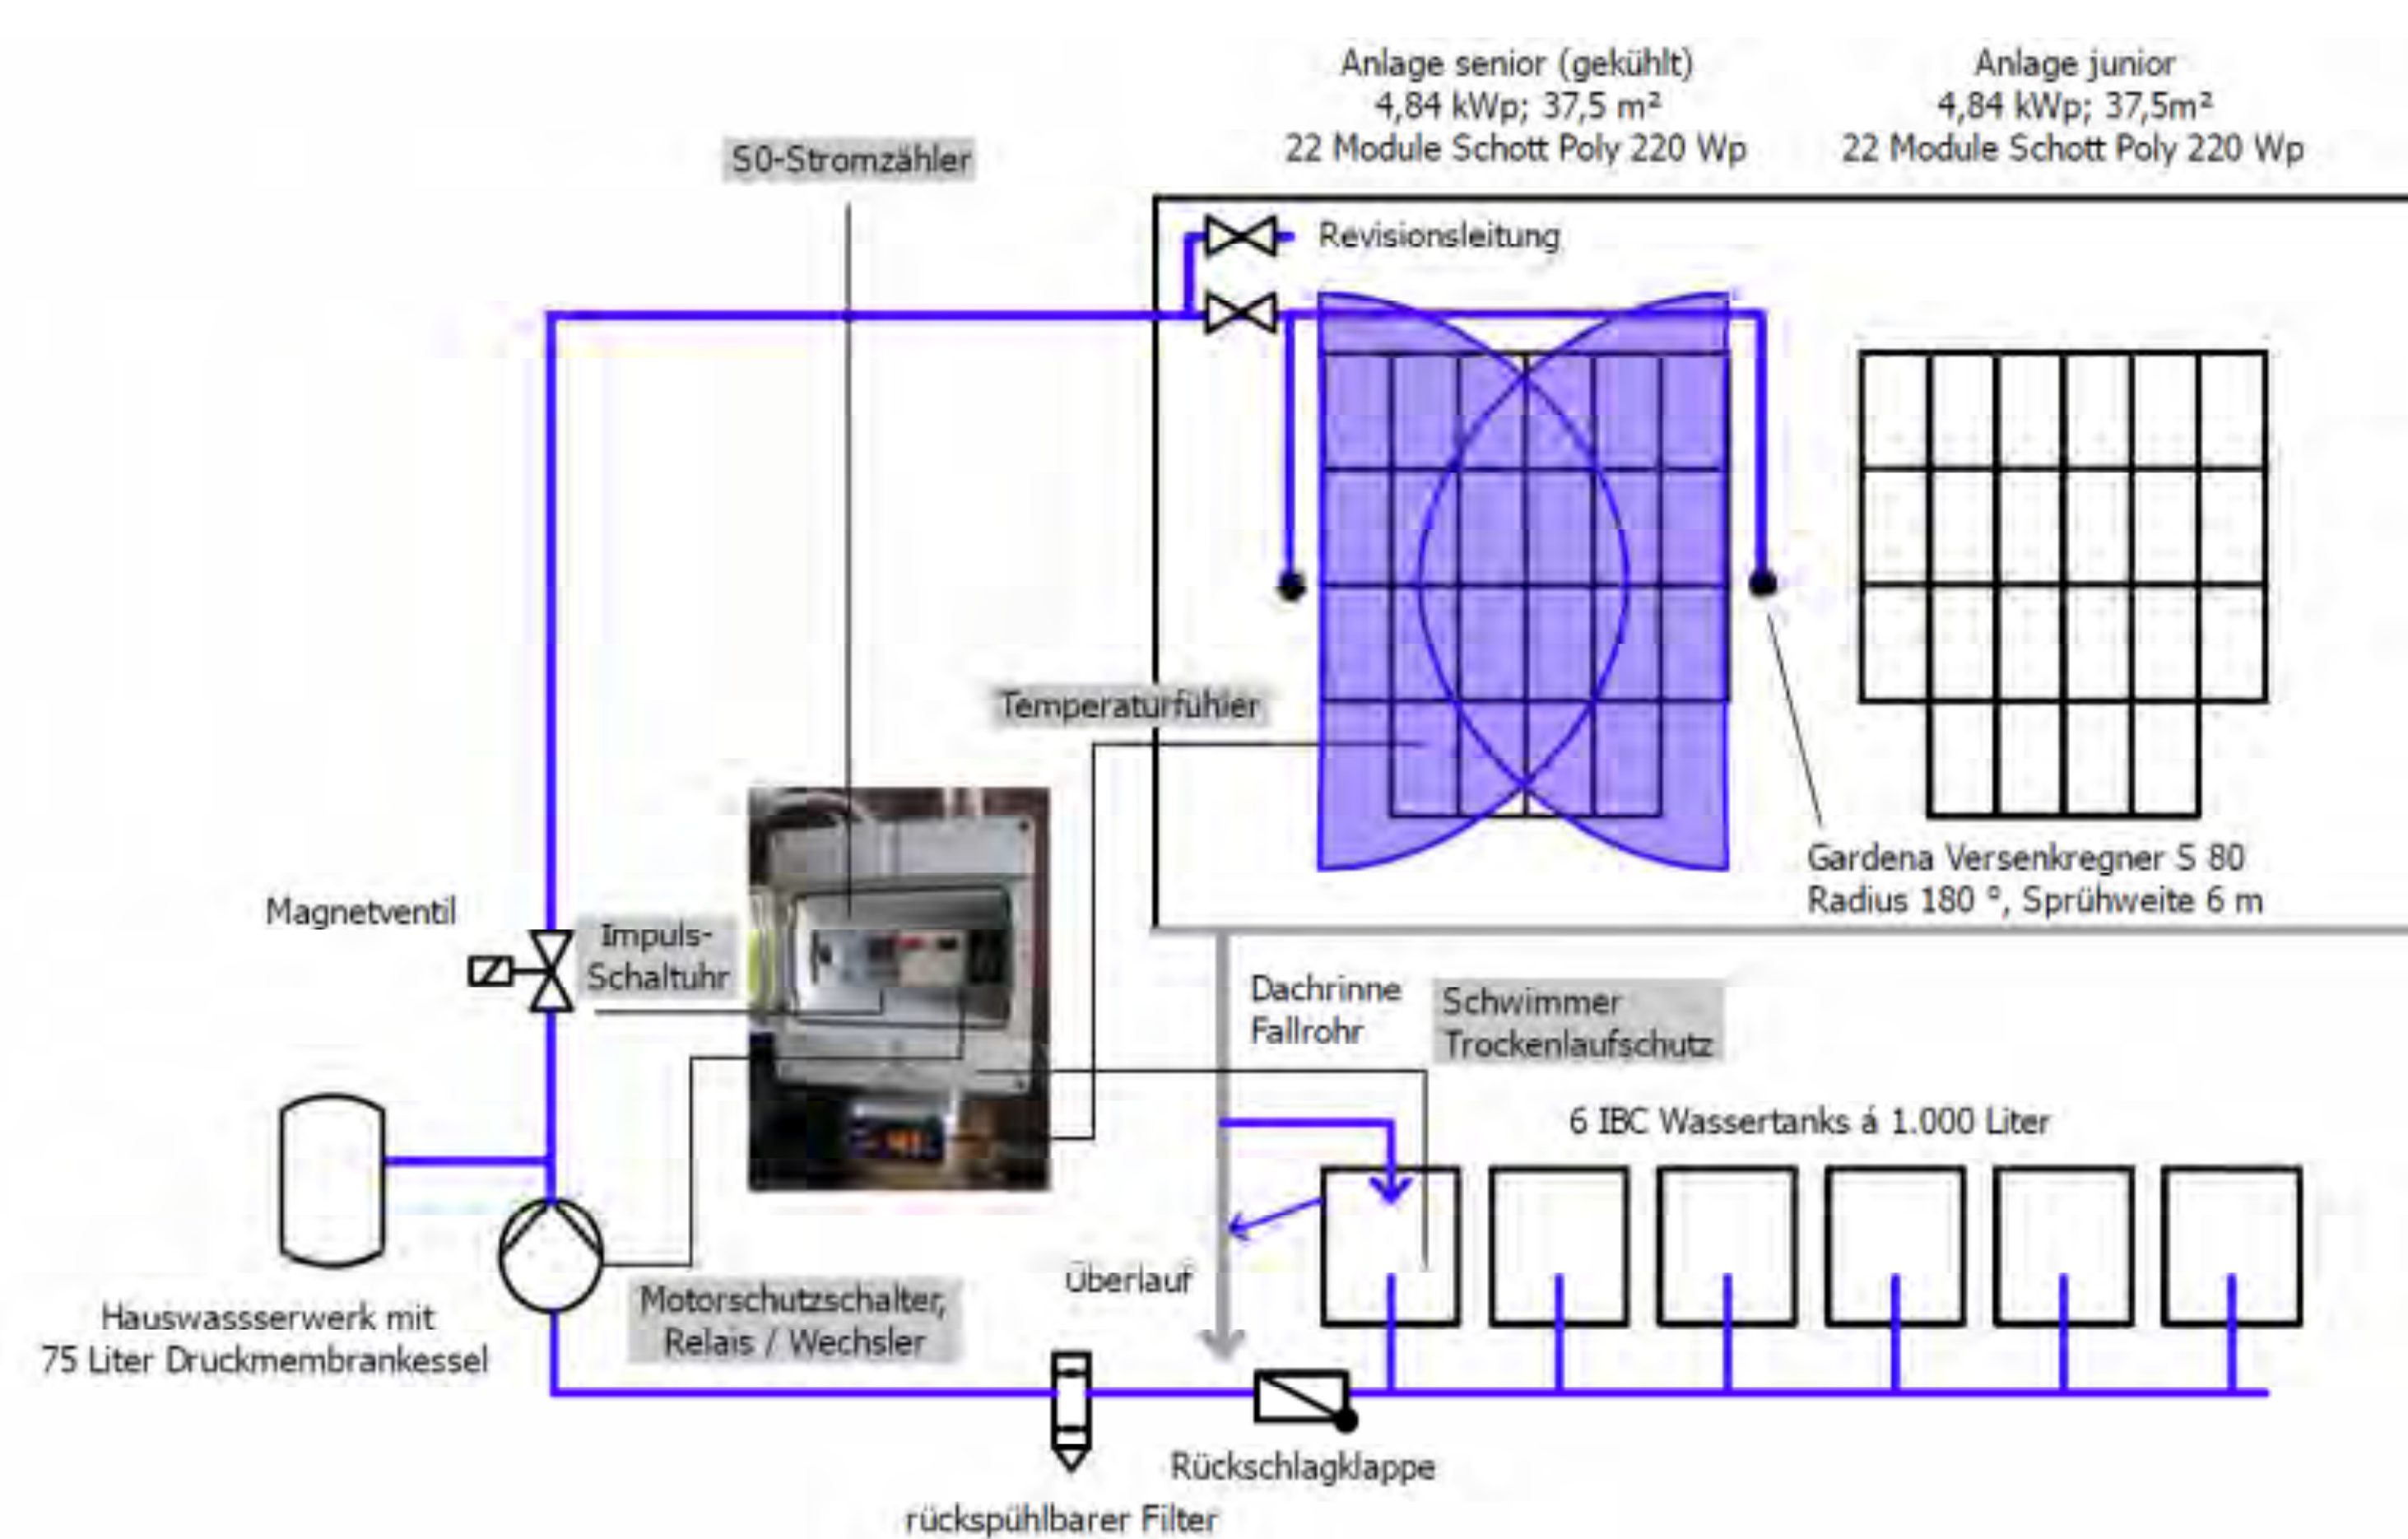 Anlage senior (gekühlt)
4,84 kWp; 37,5 m²
22 Module Schott Poly 220 Wp
Anlage junior
4,84 kWp; 37,5m²
22 Module Schott Poly 220 Wp
S0-Stromzähler
Revisionsleitung
Temperaturfühler
Gardena Versenkregner S 80
Radius 180 °, Sprühweite 6 m
Magnetventil
Impuls-
Schaltuhr
Dachrinne
Fallrohr
Schwimmer
Trockenlaufschutz
6 IBC Wassertanks á 1.000 Liter
Überlauf
Hauswassserwerk mit
75 Liter Druckmembrankessel
Motorschutzschalter,
Relais / Wechsler
Rückschlagklappe
rückspühlbarer Filter